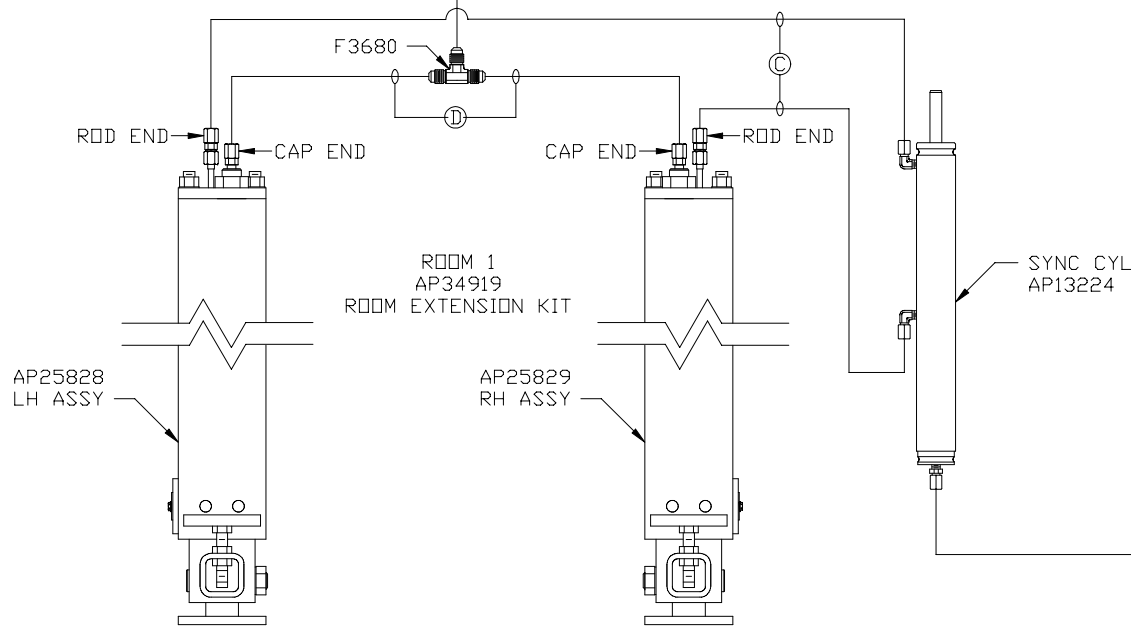 F3680
C
D
ROD END
CAP END
CAP END
ROD END
ROOM 1
AP34919
ROOM EXTENSION KIT
SYNC CYL
AP13224
AP25828
LH ASSY
AP25829
RH ASSY